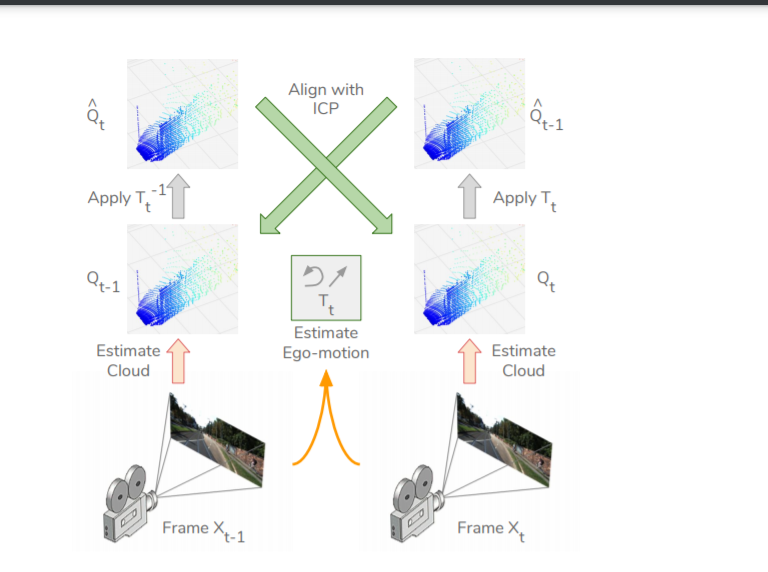 Align with
ICP
Q̂t
Q̂t-1
Apply Tt-1
Apply Tt
Qt-1
Qt
Tt
Estimate
Ego-motion
Estimate
Cloud
Estimate
Cloud
Frame Xt-1
Frame Xt